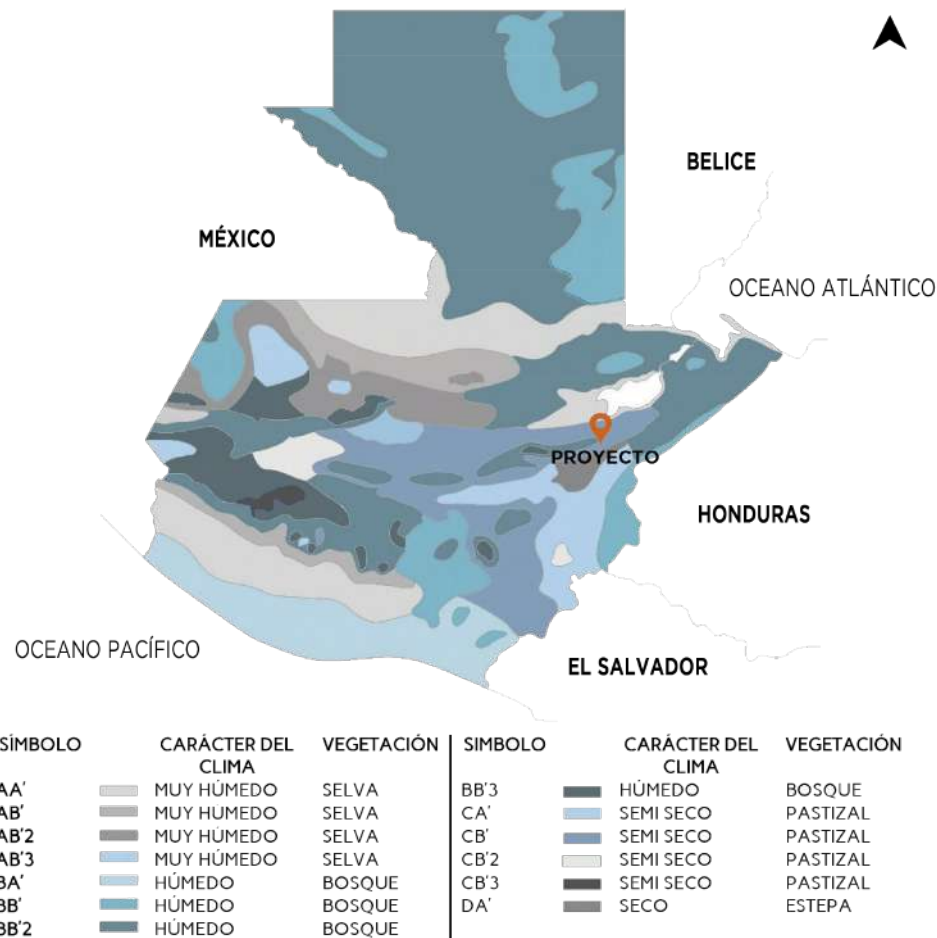 BELICE
MÉXICO
OCEANO ATLÁNTICO
PROYECTO
HONDURAS
OCEANO PACÍFICO
EL SALVADOR
SÍMBOLO CARÁCTER DEL CLIMA VEGETACIÓN
AA' MUY HÚMEDO SELVA
AB' MUY HÚMEDO SELVA
AB'2 MUY HÚMEDO SELVA
AB'3 MUY HÚMEDO SELVA
BA' HÚMEDO BOSQUE
BB' HÚMEDO BOSQUE
BB'2 HÚMEDO BOSQUE
SIMBOLO CARÁCTER DEL CLIMA VEGETACIÓN
BB'3 HÚMEDO BOSQUE
CA' SEMI SECO PASTIZAL
CB' SEMI SECO PASTIZAL
CB'2 SEMI SECO PASTIZAL
CB'3 SEMI SECO PASTIZAL
DA' SECO ESTEPA